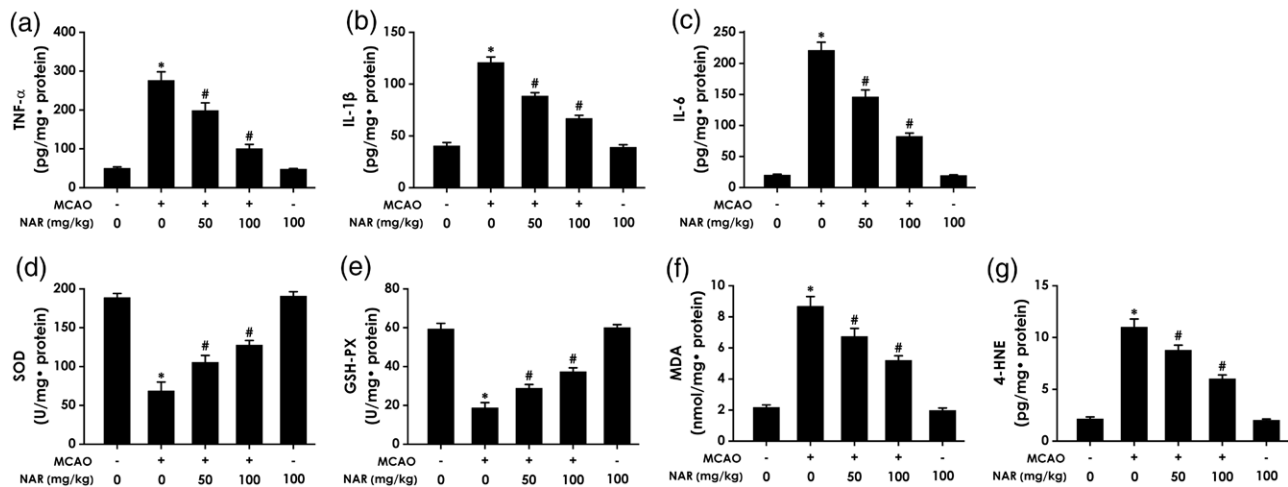 (a)
TNF-α
(pg/mg• protein)
400
300
200
100
0
*
#
#
MCAO - + + + -
NAR (mg/kg) 0 0 50 100 100
(b)
IL-1β
(pg/mg• protein)
150
100
50
0
*
#
#
MCAO - + + + -
NAR (mg/kg) 0 0 50 100 100
(c)
IL-6
(pg/mg• protein)
250
200
150
100
50
0
*
#
#
MCAO - + + + -
NAR (mg/kg) 0 0 50 100 100
(d)
SOD
(U/mg• protein)
200
150
100
50
0
*
#
#
MCAO - + + + -
NAR (mg/kg) 0 0 50 100 100
(e)
GSH-PX
(U/mg• protein)
80
60
40
20
0
*
#
#
MCAO - + + + -
NAR (mg/kg) 0 0 50 100 100
(f)
MDA
(nmol/mg• protein)
10
8
6
4
2
0
*
#
#
MCAO - + + + -
NAR (mg/kg) 0 0 50 100 100
(g)
4-HNE
(pg/mg• protein)
15
10
5
0
*
#
#
MCAO - + + + -
NAR (mg/kg) 0 0 50 100 100